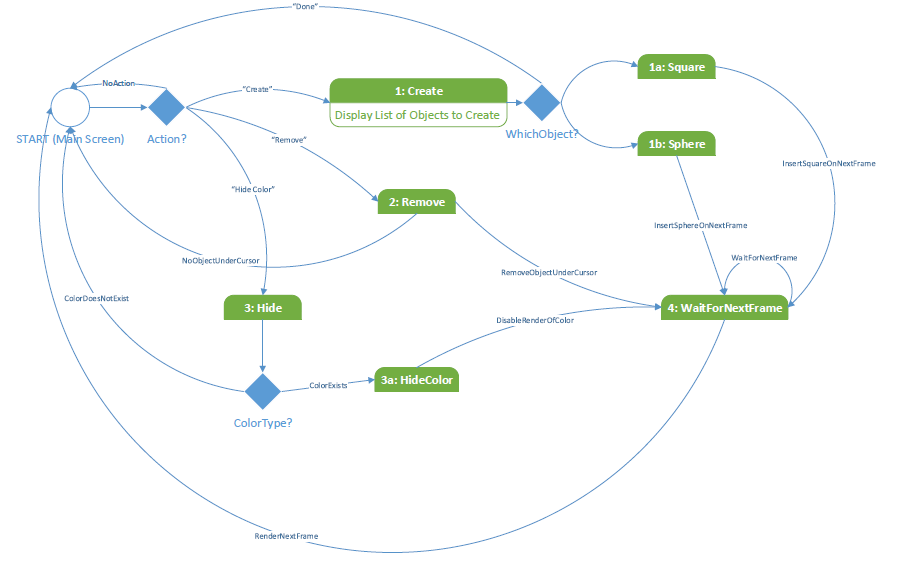 "Done"
1a: Square
NoAction
"Create"
1: Create
Display List of Objects to Create
START (Main Screen)
Action?
WhichObject?
"Remove"
1b: Sphere
InsertSquareOnNextFrame
"Hide Color"
2: Remove
InsertSphereOnNextFrame
NoObjectUnderCursor
RemoveObjectUnderCursor
WaitForNextFrame
ColorDoesNotExist
3: Hide
DisableRenderOfColor
4: WaitForNextFrame
ColorExists
3a: HideColor
ColorType?
RenderNextFrame